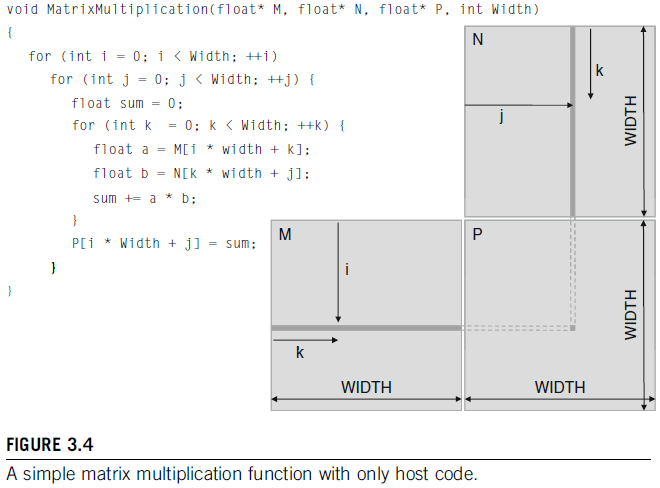 void MatrixMultiplication(float* M, float* N, float* P, int Width)
{
for (int i = 0; i < Width; ++i)
for (int j = 0; j < Width; ++j) {
float sum = 0;
for (int k = 0; k < Width; ++k) {
float a = M[i * width + k];
float b = N[k * width + j];
sum += a * b;
}
P[i * Width + j] = sum;
}
}
N
k
j
WIDTH
M
P
i
k
WIDTH
WIDTH
WIDTH
FIGURE 3.4
A simple matrix multiplication function with only host code.